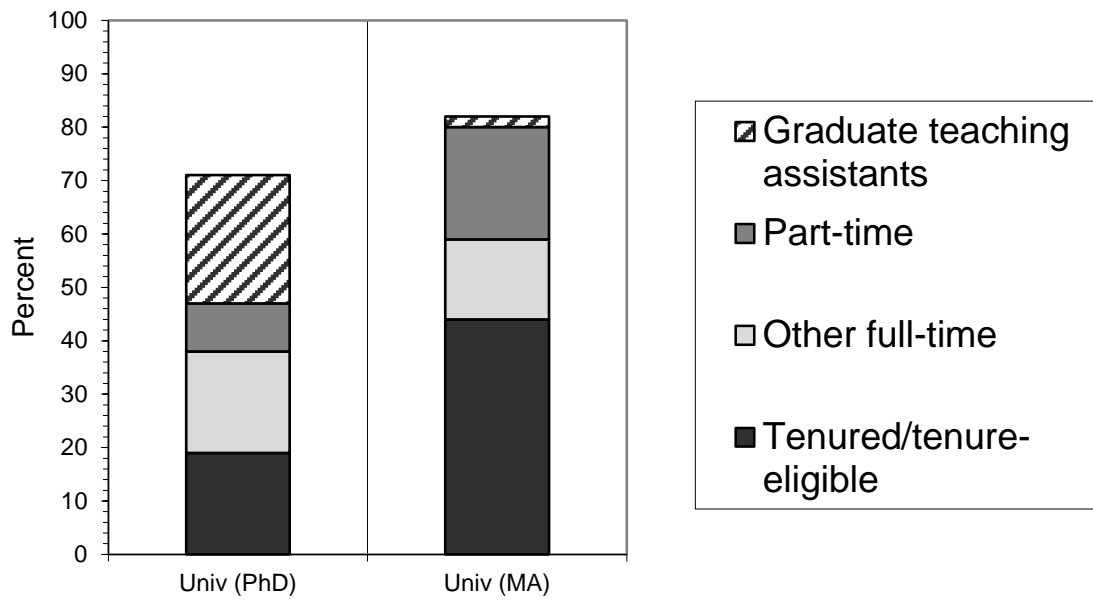 100
90
80
70
60
50
40
30
20
10
0
Percent
Univ (PhD)
Univ (MA)
Graduate teaching
assistants
Part-time
Other full-time
Tenured/tenure-
eligible